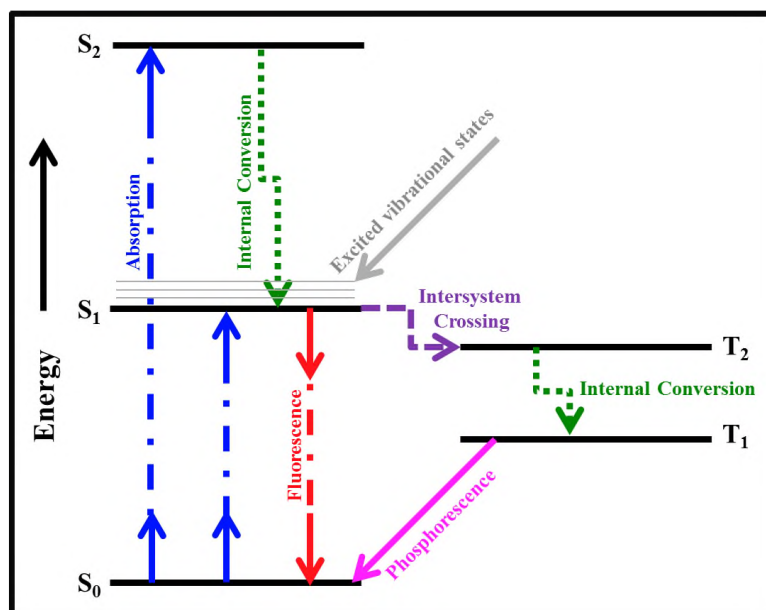 S2
Absorption
Internal Conversion
Excited vibrational states
Energy
S1
Intersystem
Crossing
T2
Internal Conversion
T1
Fluorescence
Phosphorescence
S0